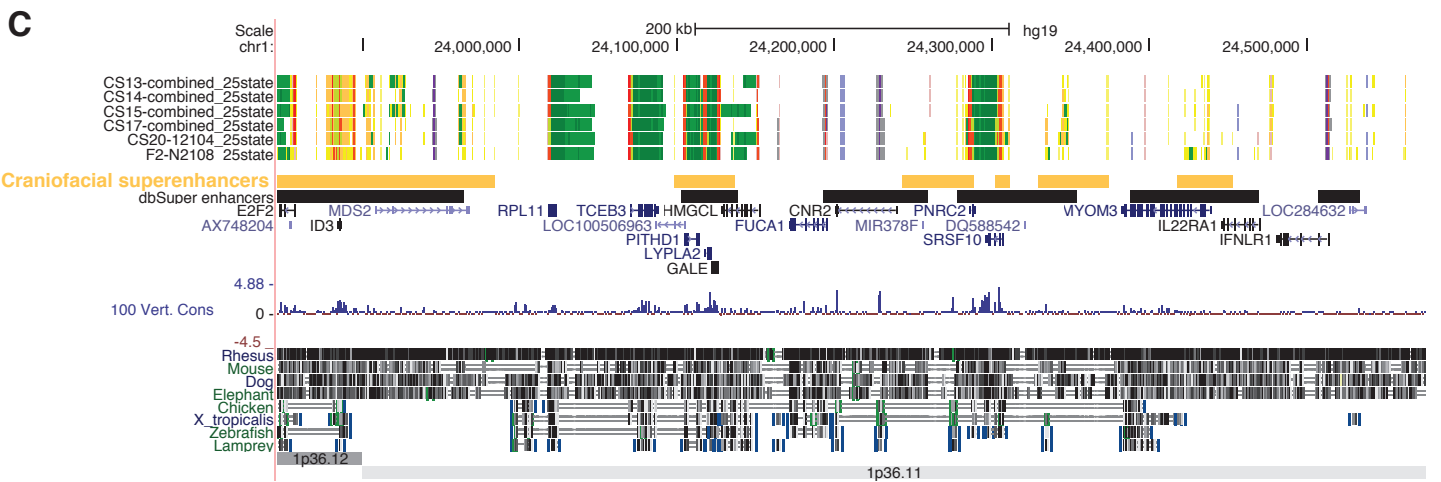 C
Scale 200 kb hg19
chr1: 24,000,000 24,100,000 24,200,000 24,300,000 24,400,000 24,500,000
CS13-combined_25state
CS14-combined_25state
CS15-combined_25state
CS17-combined_25state
CS20-12104_25state
F2-N2108_25state
Craniofacial superenhancers
dbSuper enhancers
E2F2 MDS2 RPL11 TCEB3 HMGCL CNR2 PNRC2 MYOM3 LOC284632
AX748204 ID3 LOC100506963 FUCA1 MIR378F DQ588542 IL22RA1
PITHD1 SRSF10 IFNLR1
LYPLA2
GALE
4.88 -
100 Vert. Cons
0 -
-4.5 _
Rhesus
Mouse
Dog
Elephant
Chicken
X_tropicalis
Zebrafish
Lamprey
1p36.12
1p36.11